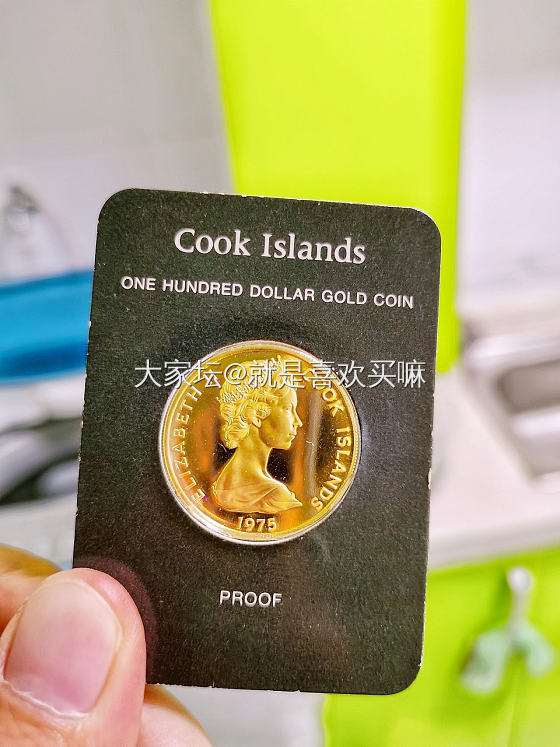 Cook Islands
ONE HUNDRED DOLLAR GOLD COIN
大家坛@就是喜欢买嘛
ELIZABETH
COOK ISLANDS
1975
PROOF